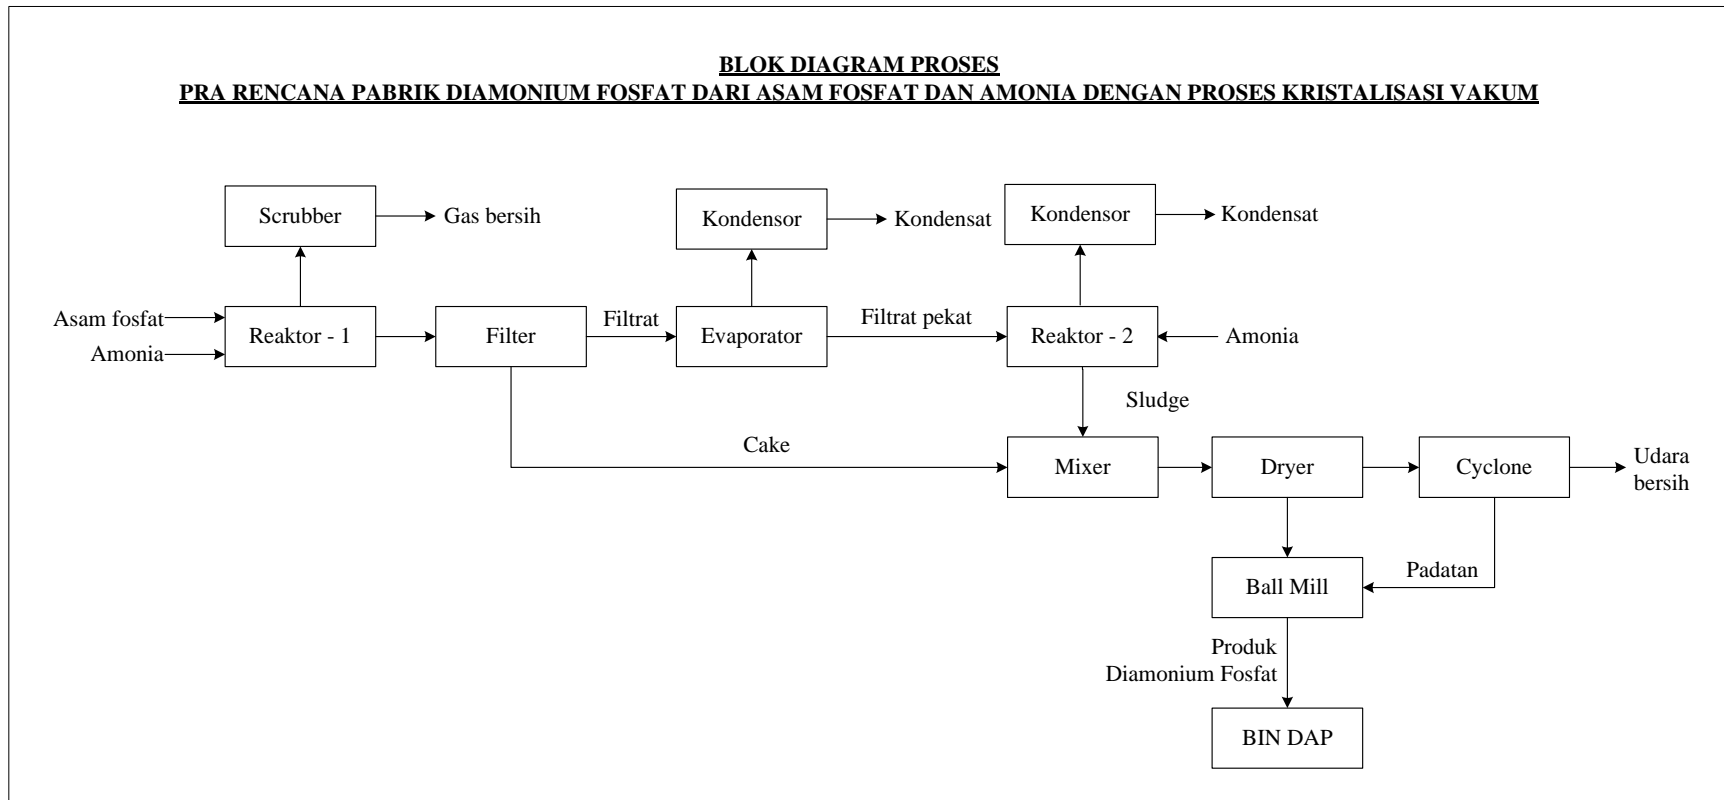 BLOK DIAGRAM PROSES
PRA RENCANA PABRIK DIAMONIUM FOSFAT DARI ASAM FOSFAT DAN AMONIA DENGAN PROSES KRISTALISASI VAKUM
Scrubber
Gas bersih
Kondensor
Kondensat
Kondensor
Kondensat
Asam fosfat
Amonia
Reaktor - 1
Filter
Filtrat
Evaporator
Filtrat pekat
Reaktor - 2
Amonia
Sludge
Cake
Mixer
Dryer
Cyclone
Udara
bersih
Ball Mill
Padatan
Produk
Diamonium Fosfat
BIN DAP